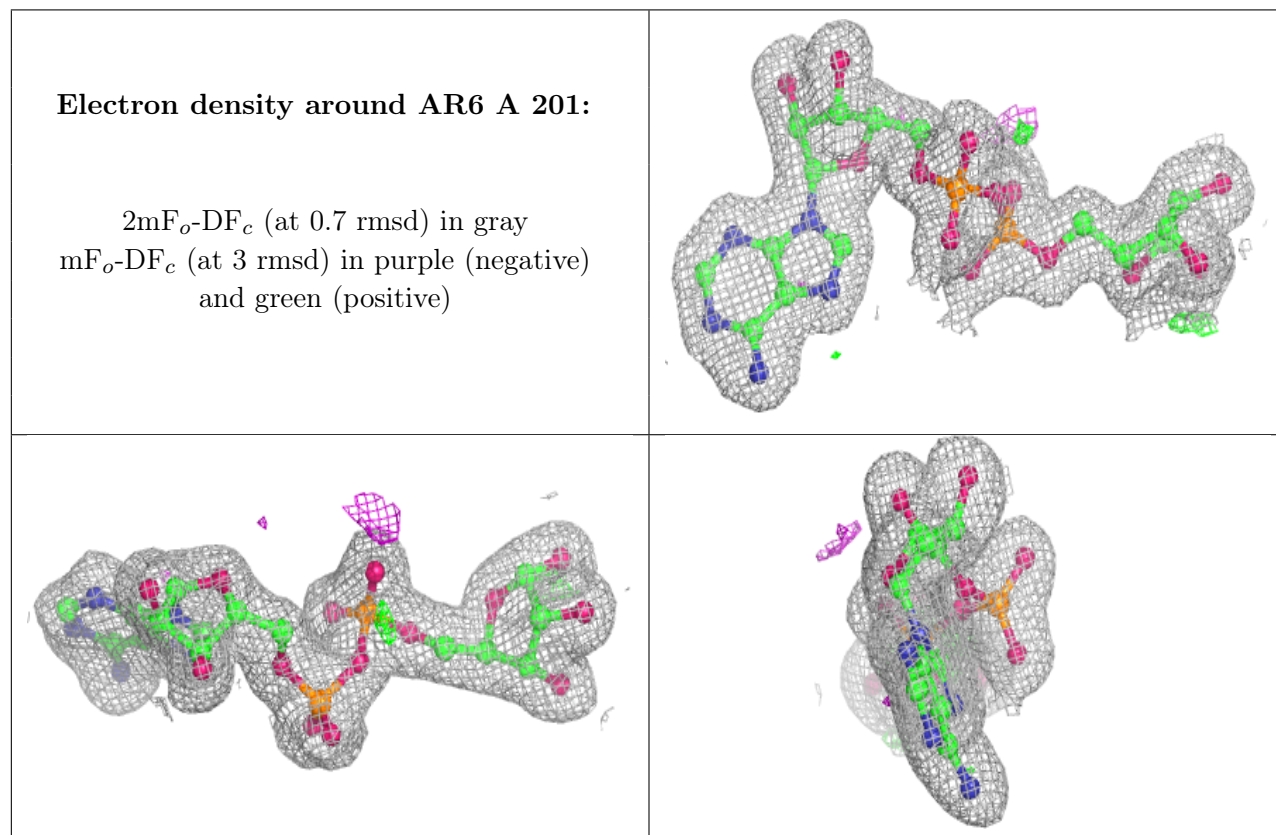 Electron density around AR6 A 201:
2mFₒ-DF𝒸 (at 0.7 rmsd) in gray
mFₒ-DF𝒸 (at 3 rmsd) in purple (negative)
and green (positive)